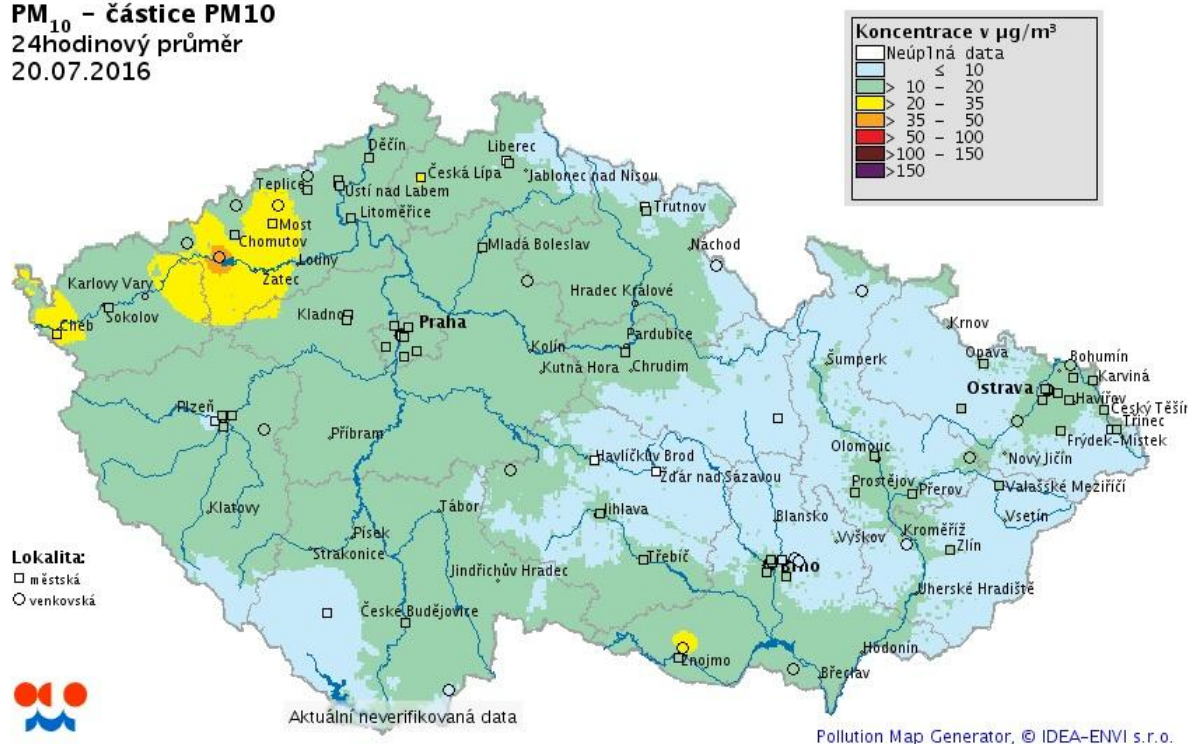 PM10 – částice PM10
24hodinový průměr
20.07.2016
Koncentrace v µg/m³
Neúplná data
≤ 10
> 10 – 20
> 20 – 35
> 35 – 50
> 50 – 100
>100 – 150
>150
Děčín
Liberec
Teplice
Česká Lípa
Jablonec nad Nisou
Ústí nad Labem
Litoměřice
Trutnov
Most
Chomutov
Mladá Boleslav
Náchod
Louny
Karlovy Vary
Žatec
Hradec Králové
Sokolov
Kladno
Praha
Cheb
Krnov
Pardubice
Kolín
Opava
Bohumín
Kutná Hora
Chrudim
Šumperk
Karviná
Ostrava
Havířov
Plzeň
Český Těšín
Třinec
Příbram
Frýdek-Místek
Olomouc
Havlíčkův Brod
Nový Jičín
Žďár nad Sázavou
Prostějov
Přerov
Valašské Meziříčí
Klatovy
Tábor
Jihlava
Blansko
Vsetín
Písek
Vyškov
Kroměříž
Strakonice
Zlín
Třebíč
Brno
Jindřichův Hradec
Uherské Hradiště
České Budějovice
Hodonín
Znojmo
Břeclav
Lokalita:
městská
venkovská
Aktuální neverifikovaná data
Pollution Map Generator, © IDEA-ENVI s.r.o.